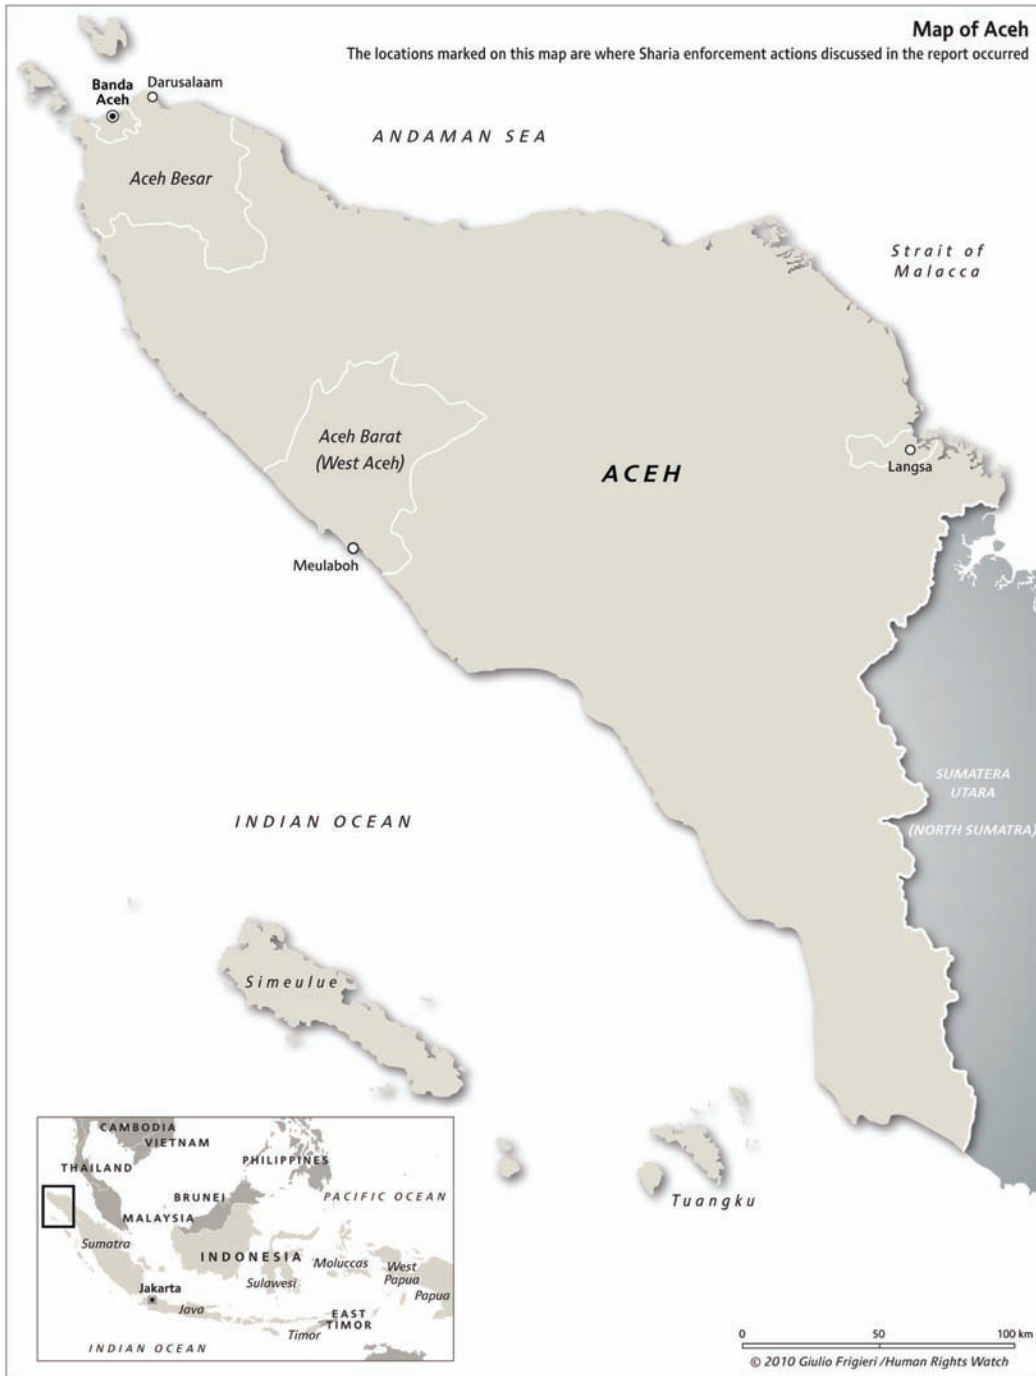 Map of Aceh
The locations marked on this map are where Sharia enforcement actions discussed in the report occurred
Banda
Aceh
Darusalaam
ANDAMAN SEA
Aceh Besar
Strait of
Malacca
Aceh Barat
(West Aceh)
ACEH
Langsa
Meulaboh
SUMATERA
UTARA
(NORTH SUMATRA)
INDIAN OCEAN
Simeulue
Tuangku
CAMBODIA
VIETNAM
THAILAND
PHILIPPINES
BRUNEI
PACIFIC OCEAN
MALAYSIA
Sumatra
INDONESIA
Moluccas
West
Papua
Sulawesi
Papua
Jakarta
Java
EAST
TIMOR
Timor
INDIAN OCEAN
0 50 100 km
© 2010 Giulio Frigieri /Human Rights Watch